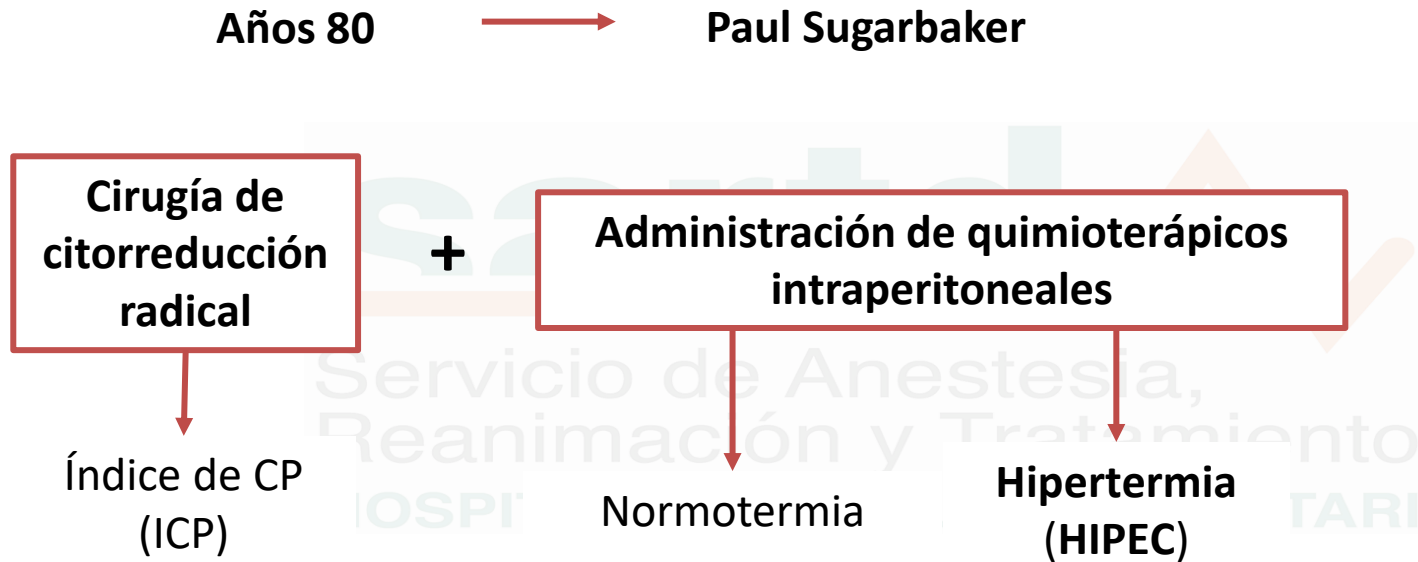 Años 80 Paul Sugarbaker
Cirugía de
citorreducción
radical
+
Administración de quimioterápicos
intraperitoneales
Servicio de Anestesia,
Reanimación y Tratamiento
Índice de CP
(ICP)
Normotermia
Hipertermia
(HIPEC)